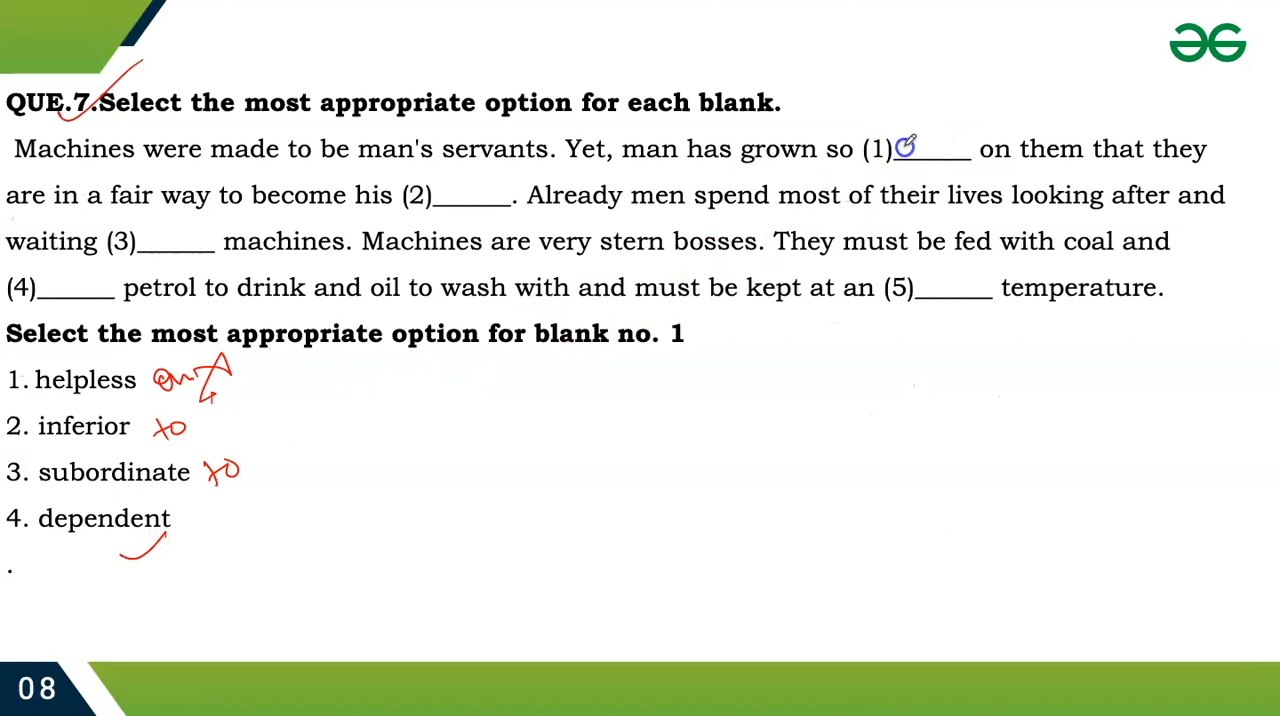 QUE.7.Select the most appropriate option for each blank.
Machines were made to be man's servants. Yet, man has grown so (1)______ on them that they
are in a fair way to become his (2)______. Already men spend most of their lives looking after and
waiting (3)______ machines. Machines are very stern bosses. They must be fed with coal and
(4)______ petrol to drink and oil to wash with and must be kept at an (5)______ temperature.
Select the most appropriate option for blank no. 1
1. helpless
2. inferior to
3. subordinate to
4. dependent
.
08